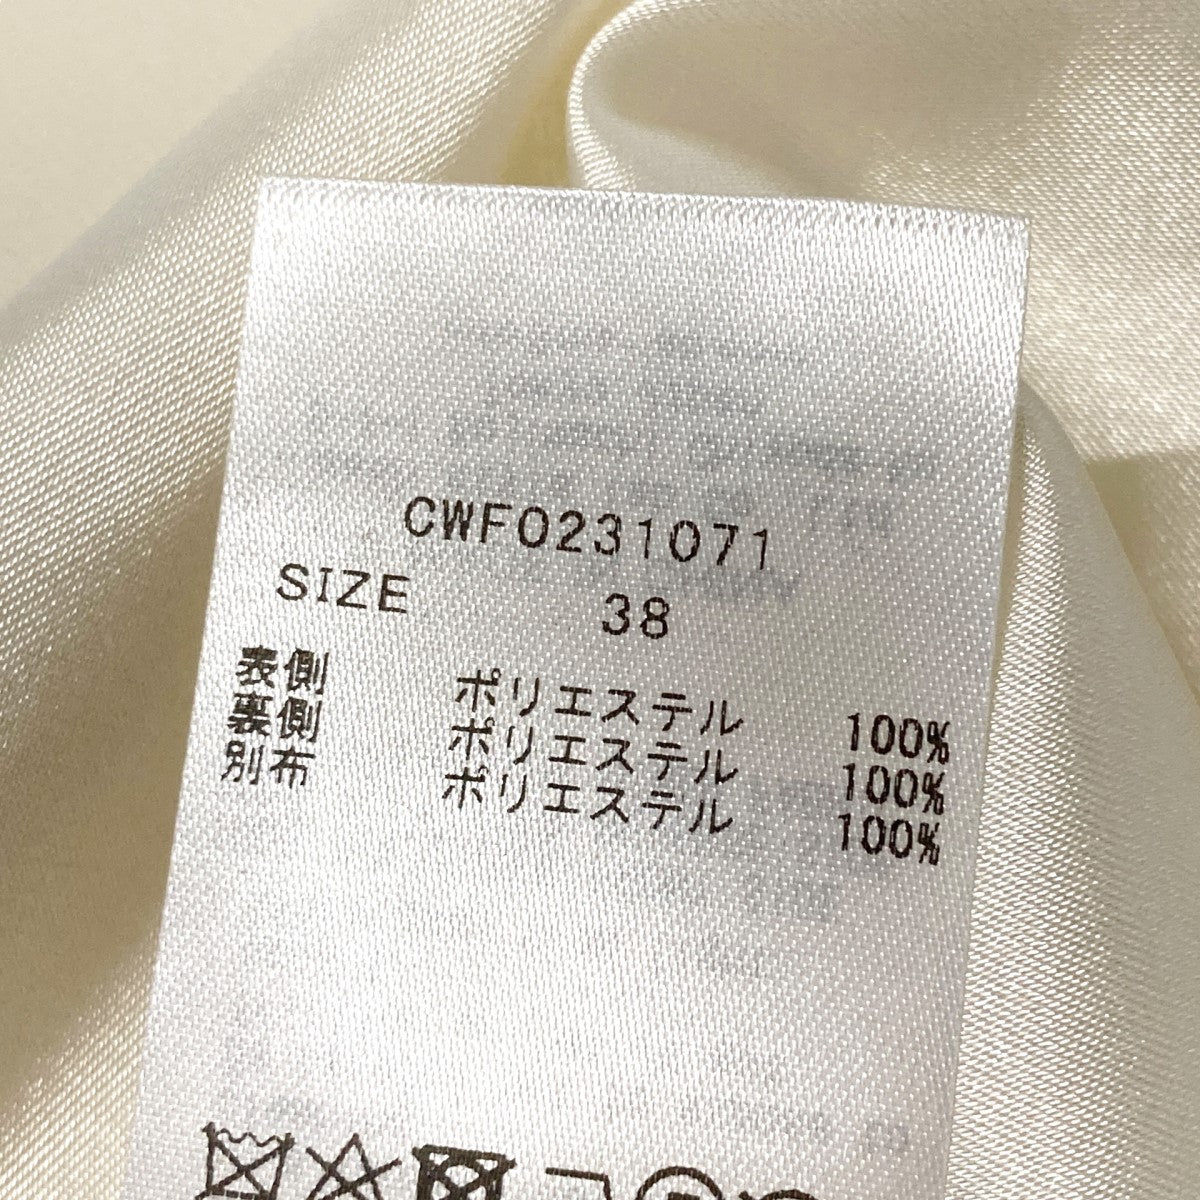 CWFO231071
SIZE 38
表側 ポリエステル 100%
裏側 ポリエステル 100%
別布 ポリエステル 100%